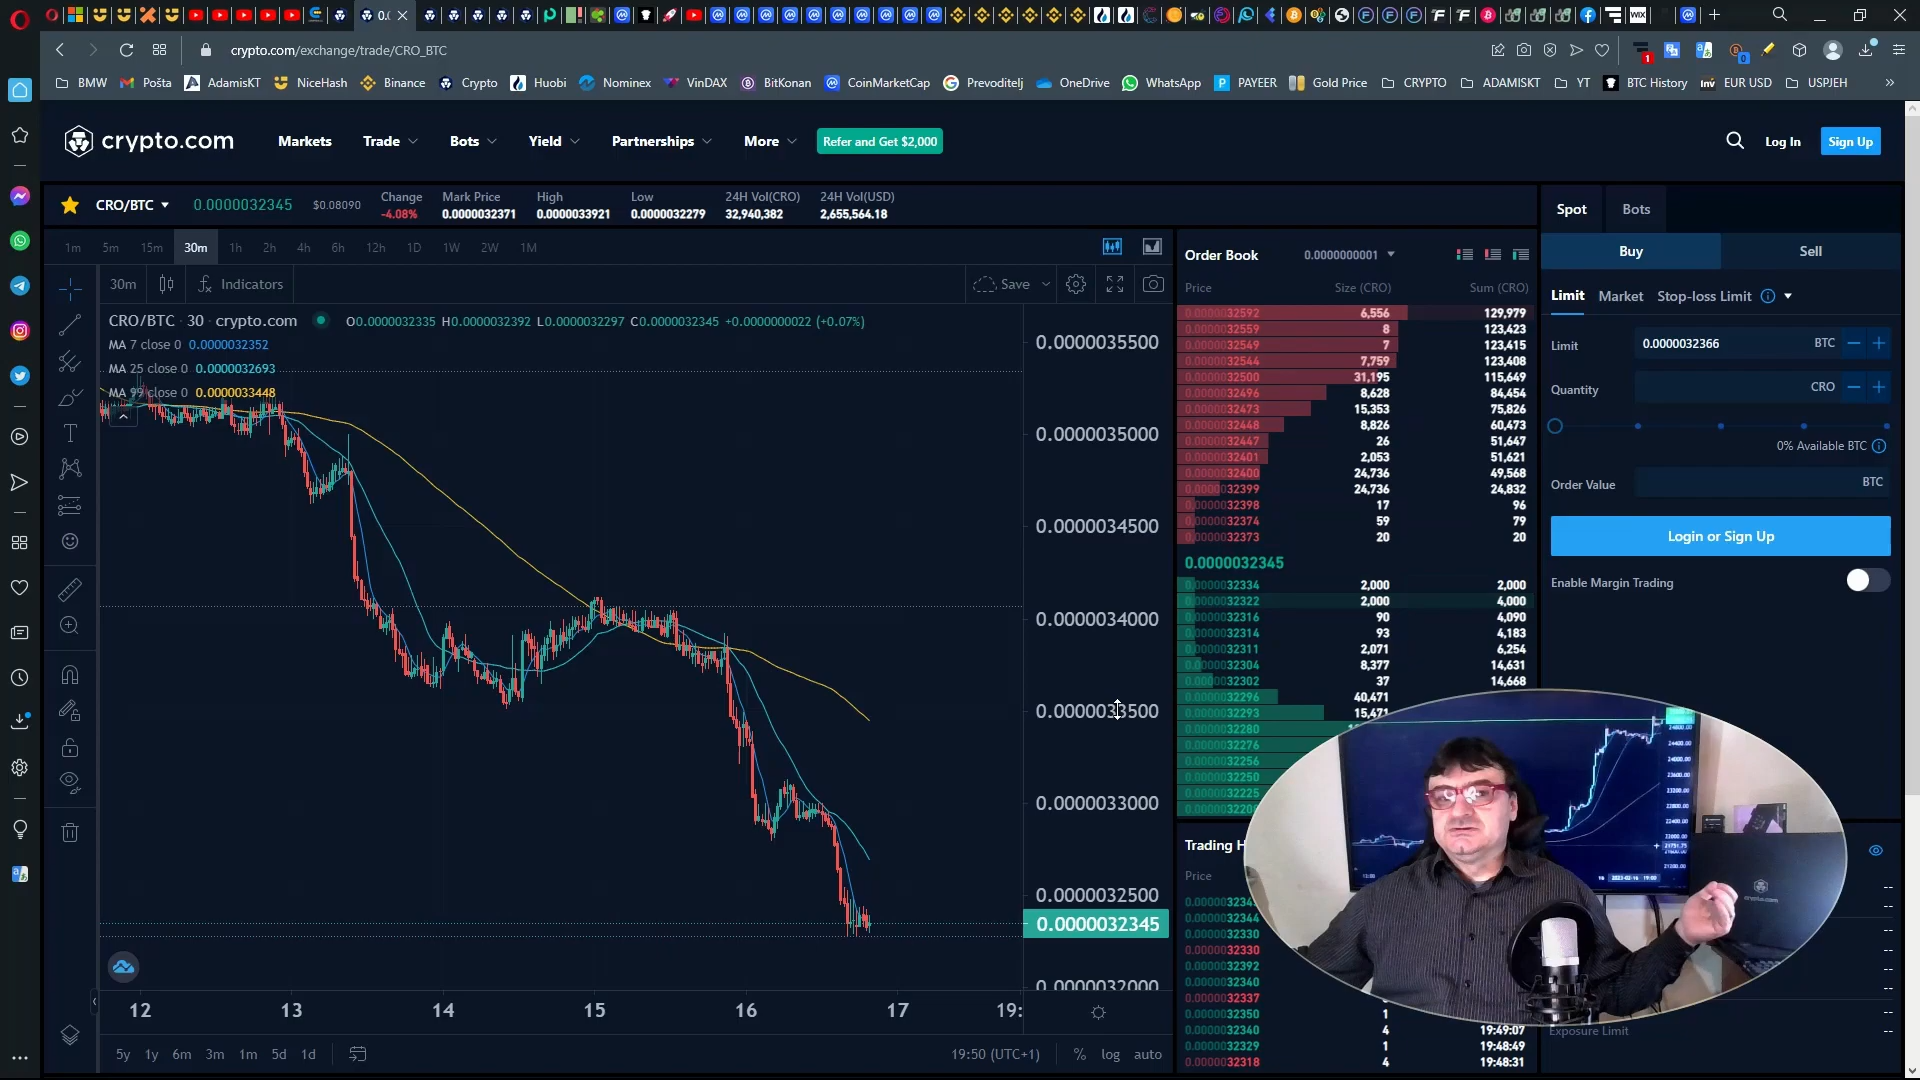 0.(
crypto.com/exchange/trade/CRO_BTC
1
0
BMW Pošta AdamisKT NiceHash Binance Crypto Huobi Nominex VinDAX BitKonan CoinMarketCap Prevoditelj OneDrive WhatsApp PAYEER Gold Price CRYPTO ADAMISKT YT BTC History EUR USD USPJEH »
crypto.com Markets Trade Bots Yield Partnerships More Refer and Get $2,000 Log In Sign Up
CRO/BTC 0.0000032345 $0.08090
Change Mark Price High Low 24H Vol(CRO) 24H Vol(USD)
-4.08% 0.0000032371 0.0000033921 0.0000032279 32,940,382 2,655,564.18
Spot Bots
1m 5m 15m 30m 1h 2h 4h 6h 12h 1D 1W 2W 1M
30m Indicators Save
CRO/BTC · 30 · crypto.com O0.0000032335 H0.0000032392 L0.0000032297 C0.0000032345 +0.0000000022 (+0.07%)
MA 7 close 0 0.0000032352
MA 25 close 0 0.0000032693
MA 99 close 0 0.0000033448
0.0000035500
0.0000035000
0.0000034500
0.0000034000
0.0000033500
0.0000033000
0.0000032500
0.0000032345
0.0000032000
12 13 14 15 16 17 19:
5y 1y 6m 3m 1m 5d 1d 19:50 (UTC+1) % log auto
Order Book 0.0000000001
Price Size (CRO) Sum (CRO)
0.0000032592 6,556 129,979
0.0000032559 8 123,423
0.0000032549 7 123,415
0.0000032544 7,759 123,408
0.0000032500 31,195 115,649
0.0000032496 8,628 84,454
0.0000032473 15,353 75,826
0.0000032448 8,826 60,473
0.0000032447 26 51,647
0.0000032401 2,053 51,621
0.0000032400 24,736 49,568
0.0000032399 24,736 24,832
0.0000032398 17 96
0.0000032374 59 79
0.0000032373 20 20
0.0000032345
0.0000032334 2,000 2,000
0.0000032322 2,000 4,000
0.0000032316 90 4,090
0.0000032314 93 4,183
0.0000032311 2,071 6,254
0.0000032304 8,377 14,631
0.0000032302 37 14,668
0.0000032296 40,471
0.0000032293 15,471
0.0000032280
0.0000032276
0.0000032256
0.0000032250
0.0000032225
Trading H
Price
0.0000032344
0.0000032330
0.0000032330
0.0000032392
0.0000032340
0.0000032337
0.0000032350 1
0.0000032340 4 19:49:07
0.0000032329 1 19:48:49
0.0000032318 4 19:48:31
Buy Sell
Limit Market Stop-loss Limit
Limit 0.0000032366 BTC
Quantity CRO
0% Available BTC
Order Value BTC
Login or Sign Up
Enable Margin Trading
--
--
--
--
--
--
--
Exposure Limit --
crypto.com